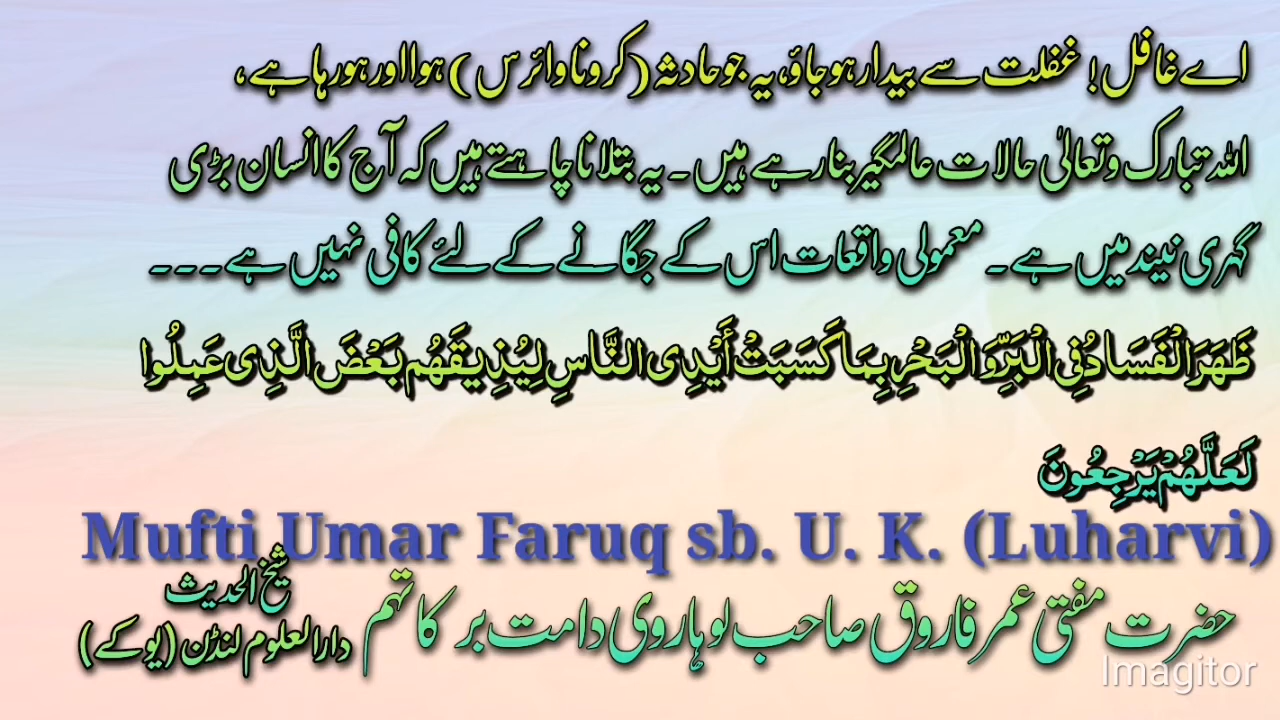 اے غافل! غفلت سے بیدار ہو جاؤ، یہ جو حادثہ (کرونا وائرس) ہوا اور ہو رہا ہے،
اللہ تبارک وتعالیٰ حالات عالمگیر بنا رہے ہیں۔ یہ بتلانا چاہتے ہیں کہ آج کا انسان بڑی
گہری نیند میں ہے۔ معمولی واقعات اس کے جگانے کے لئے کافی نہیں ہے۔۔۔
ظَهَرَ الْفَسَادُ فِی الْبَرِّ وَالْبَحْرِ بِمَا كَسَبَتْ أَيْدِی النَّاسِ لِيُذِيقَهُم بَعْضَ الَّذِی عَمِلُوا
لَعَلَّهُمْ يَرْجِعُونَ
Mufti Umar Faruq sb. U. K. (Luharvi)
حضرت مفتی عمر فاروق صاحب لوہاروی دامت برکاتہم
شیخ الحدیث
دارالعلوم لنڈن (یوکے)
Imagitor